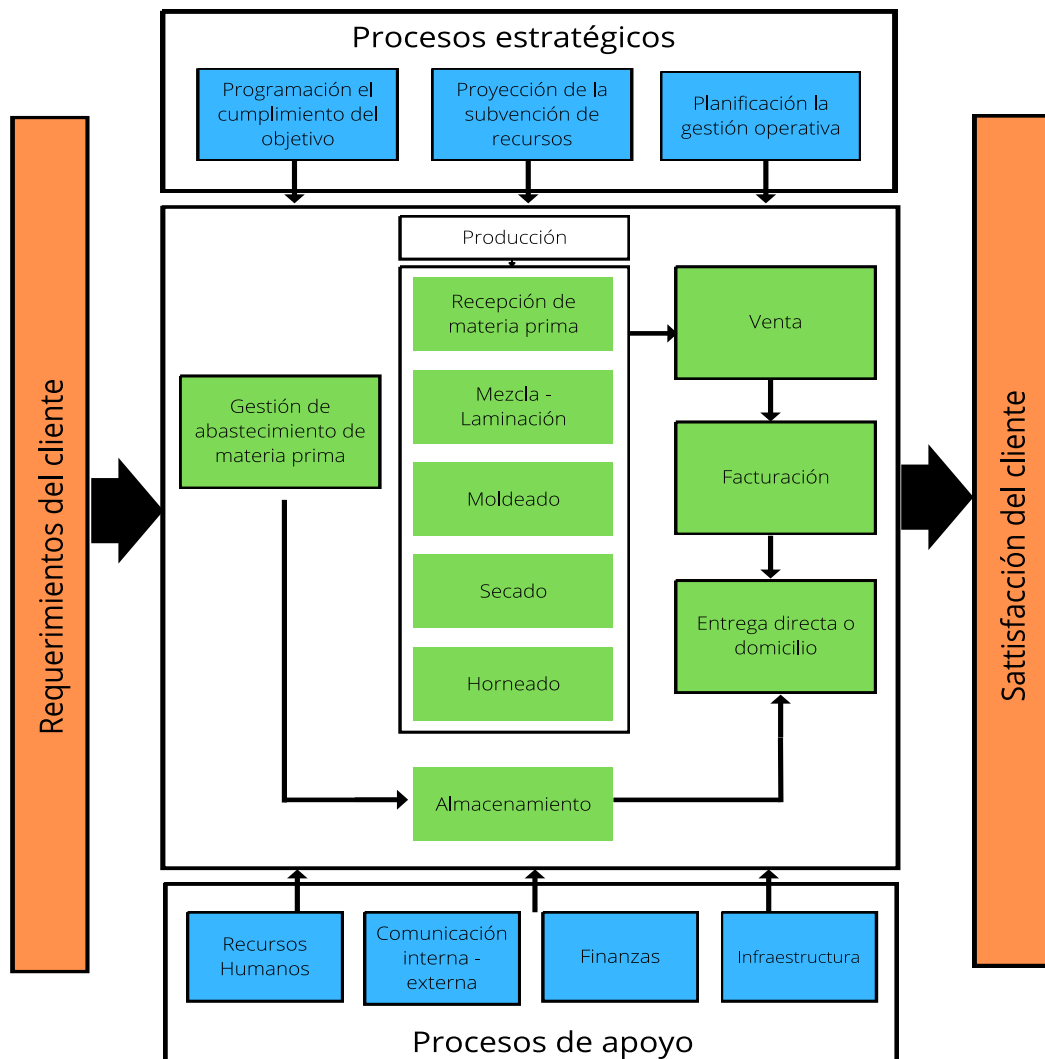 Procesos estratégicos
Programación el
cumplimiento del
objetivo
Proyección de la
subvención de
recursos
Planificación la
gestión operativa
Requerimientos del cliente
Producción
Recepción de
materia prima
Mezcla -
Laminación
Moldeado
Secado
Horneado
Gestión de
abastecimiento de
materia prima
Almacenamiento
Venta
Facturación
Entrega directa o
domicilio
Sattisfacción del cliente
Recursos
Humanos
Comunicación
interna -
externa
Finanzas
Infraestructura
Procesos de apoyo